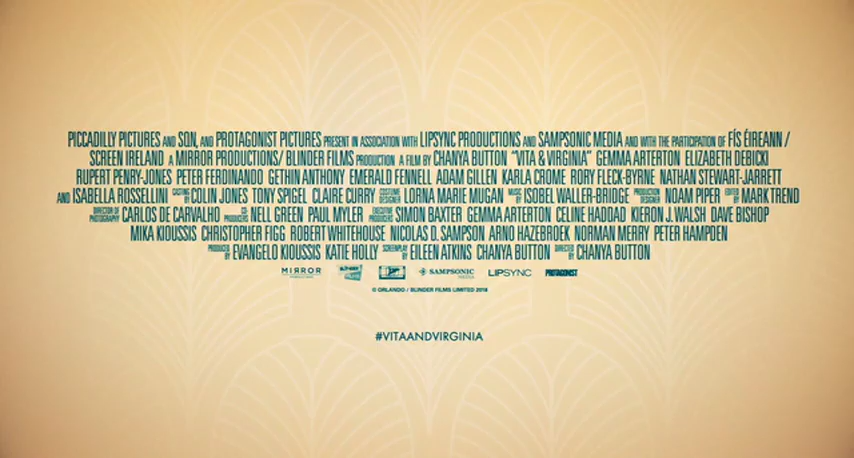 PICCADILLY PICTURES AND SON, AND PROTAGONIST PICTURES PRESENT IN ASSOCIATION WITH LIPSYNC PRODUCTIONS AND SAMPSONIC MEDIA AND WITH THE PARTICIPATION OF FÍS ÉIREANN /
SCREEN IRELAND A MIRROR PRODUCTIONS/ BLINDER FILMS PRODUCTION A FILM BY CHANYA BUTTON "VITA & VIRGINIA" GEMMA ARTERTON ELIZABETH DEBICKI
RUPERT PENRY-JONES PETER FERDINANDO GETHIN ANTHONY EMERALD FENNELL ADAM GILLEN KARLA CROME RORY FLECK-BYRNE NATHAN STEWART-JARRETT
AND ISABELLA ROSSELLINI CASTING BY COLIN JONES TONY SPIGEL CLAIRE CURRY COSTUME DESIGNER LORNA MARIE MUGAN MUSIC BY ISOBEL WALLER-BRIDGE PRODUCTION DESIGNER NOAM PIPER EDITED BY MARK TREND
DIRECTOR OF PHOTOGRAPHY CARLOS DE CARVALHO CO-PRODUCERS NELL GREEN PAUL MYLER EXECUTIVE PRODUCERS SIMON BAXTER GEMMA ARTERTON CELINE HADDAD KIERON J. WALSH DAVE BISHOP
MIKA KIOUSSIS CHRISTOPHER FIGG ROBERT WHITEHOUSE NICOLAS D. SAMPSON ARNO HAZEBROEK NORMAN MERRY PETER HAMPDEN
PRODUCED BY EVANGELO KIOUSSIS KATIE HOLLY SCREENPLAY BY EILEEN ATKINS CHANYA BUTTON DIRECTED BY CHANYA BUTTON
MIRROR SAMPSONIC MEDIA LIPSYNC PROTAGONIST
© ORLANDO / BLINDER FILMS LIMITED 2018
#VITAANDVIRGINIA